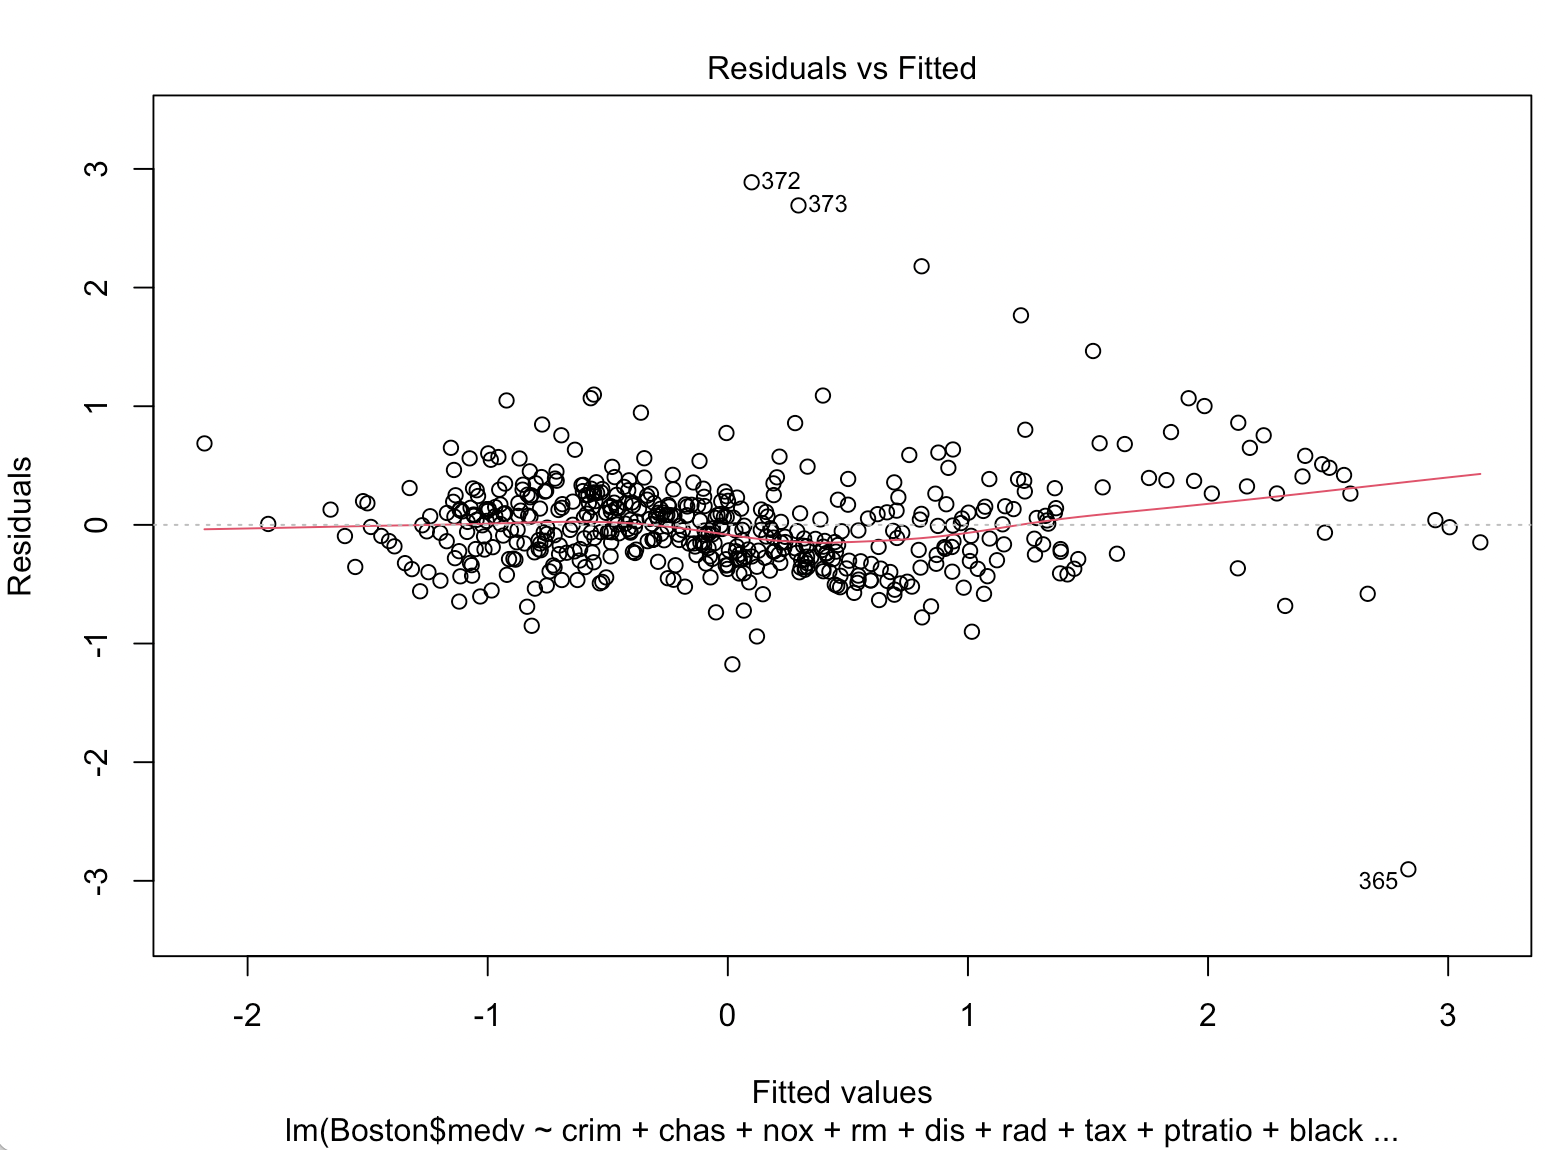 Residuals vs Fitted
3
2
1
0
-1
-2
-3
Residuals
372
373
365
-2 -1 0 1 2 3
Fitted values
lm(Boston$medv ~ crim + chas + nox + rm + dis + rad + tax + ptratio + black ...